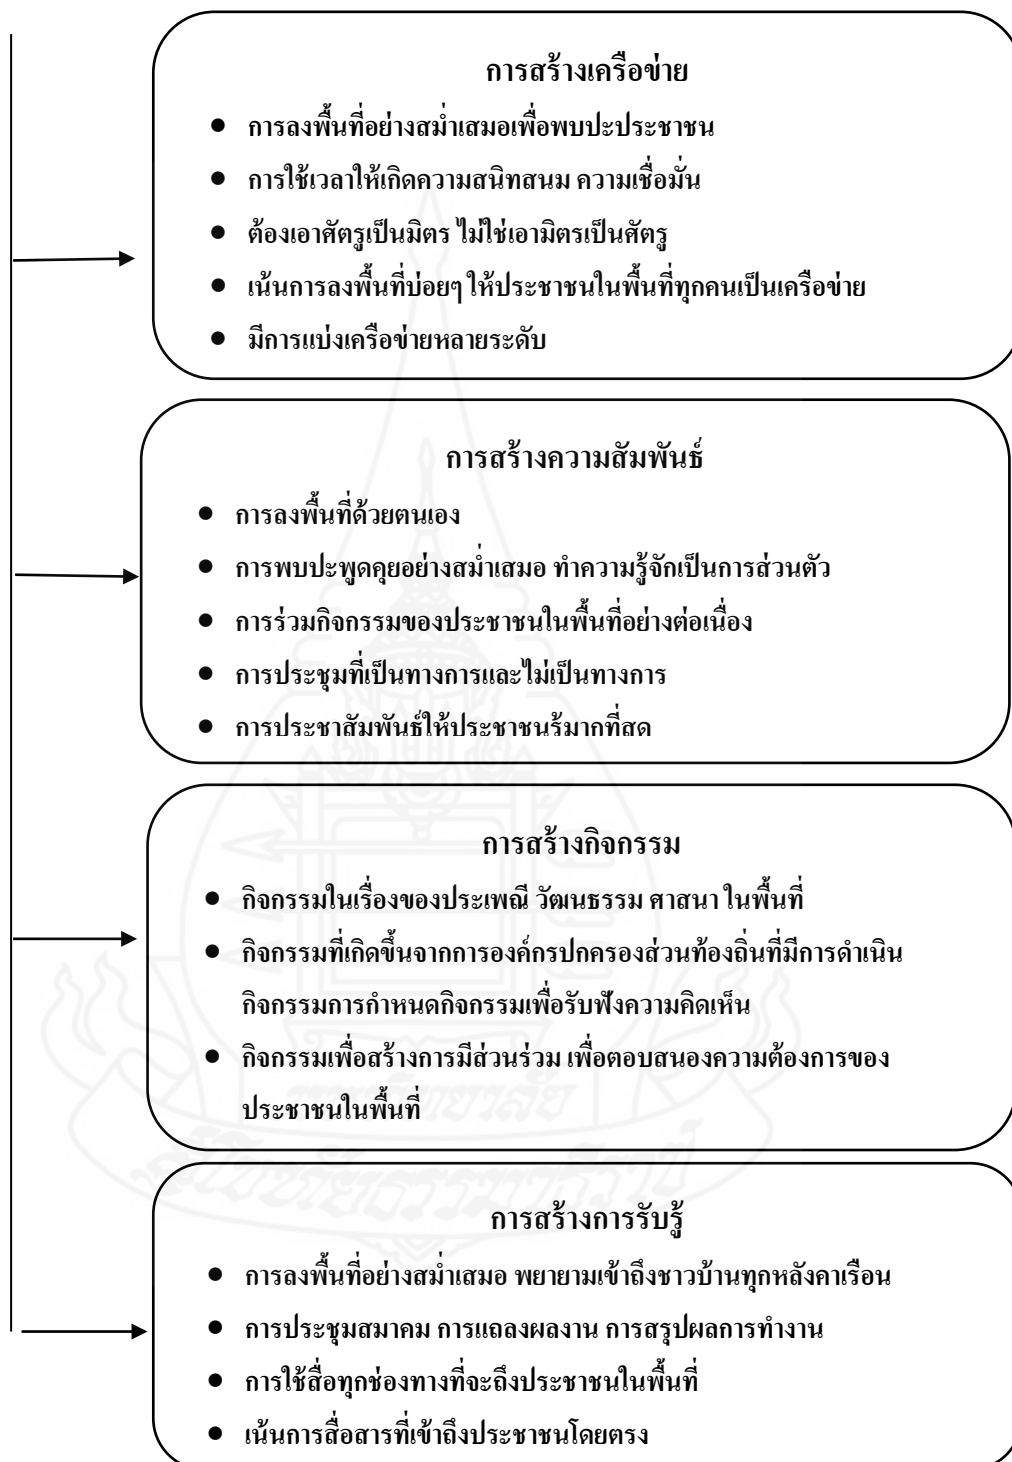 การสร้างเครือข่าย
● การลงพื้นที่อย่างสม่ำเสมอเพื่อพบปะประชาชน
● การใช้เวลาให้เกิดความสนิทสนม ความเชื่อมั่น
● ต้องเอาศัตรูเป็นมิตร ไม่ใช่เอามิตรเป็นศัตรู
● เน้นการลงพื้นที่บ่อยๆ ให้ประชาชนในพื้นที่ทุกคนเป็นเครือข่าย
● มีการแบ่งเครือข่ายหลายระดับ
การสร้างความสัมพันธ์
● การลงพื้นที่ด้วยตนเอง
● การพบปะพูดคุยอย่างสม่ำเสมอ ทำความรู้จักเป็นการส่วนตัว
● การร่วมกิจกรรมของประชาชนในพื้นที่อย่างต่อเนื่อง
● การประชุมที่เป็นทางการและไม่เป็นทางการ
● การประชาสัมพันธ์ให้ประชาชนรู้มากที่สุด
การสร้างกิจกรรม
● กิจกรรมในเรื่องของประเพณี วัฒนธรรม ศาสนา ในพื้นที่
● กิจกรรมที่เกิดขึ้นจากการองค์กรปกครองส่วนท้องถิ่นที่มีการดำเนิน
กิจกรรมการกำหนดกิจกรรมเพื่อรับฟังความคิดเห็น
● กิจกรรมเพื่อสร้างการมีส่วนร่วม เพื่อตอบสนองความต้องการของ
ประชาชนในพื้นที่
การสร้างการรับรู้
● การลงพื้นที่อย่างสม่ำเสมอ พยายามเข้าถึงชาวบ้านทุกหลังคาเรือน
● การประชุมสมาคม การแถลงผลงาน การสรุปผลการทำงาน
● การใช้สื่อทุกช่องทางที่จะถึงประชาชนในพื้นที่
● เน้นการสื่อสารที่เข้าถึงประชาชนโดยตรง